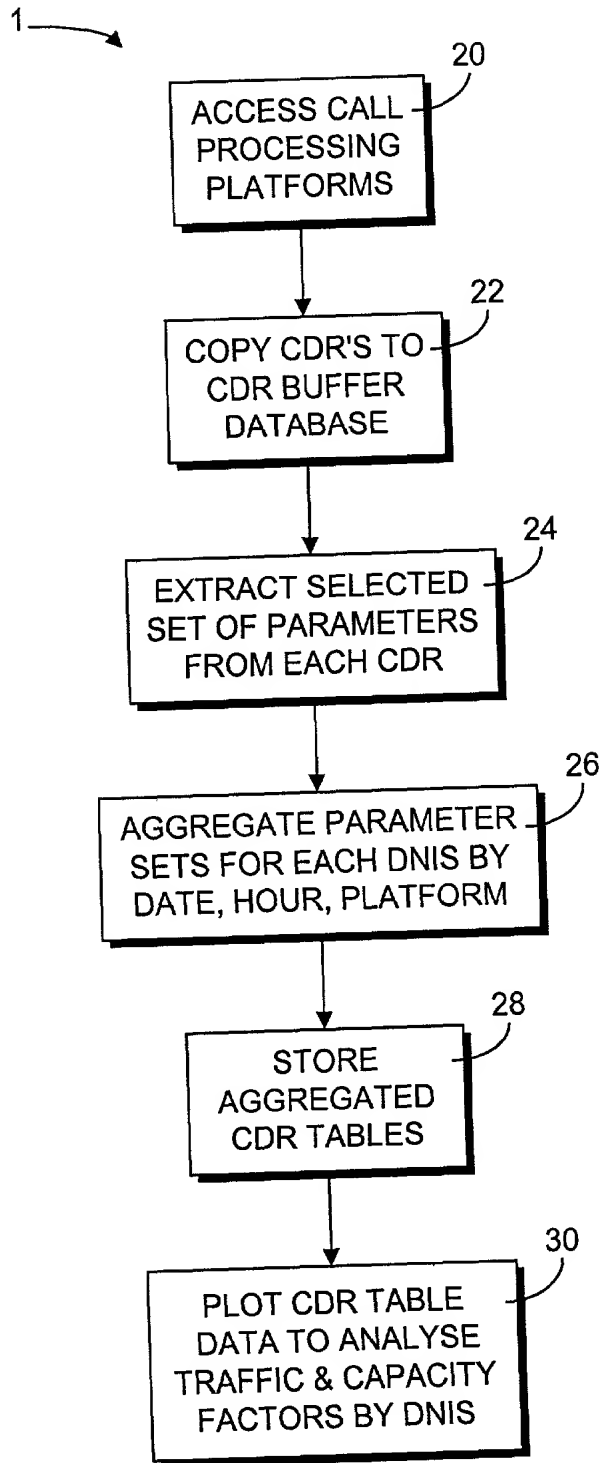 1
20
ACCESS CALL
PROCESSING
PLATFORMS
22
COPY CDR'S TO
CDR BUFFER
DATABASE
24
EXTRACT SELECTED
SET OF PARAMETERS
FROM EACH CDR
26
AGGREGATE PARAMETER
SETS FOR EACH DNIS BY
DATE, HOUR, PLATFORM
28
STORE
AGGREGATED
CDR TABLES
30
PLOT CDR TABLE
DATA TO ANALYSE
TRAFFIC & CAPACITY
FACTORS BY DNIS